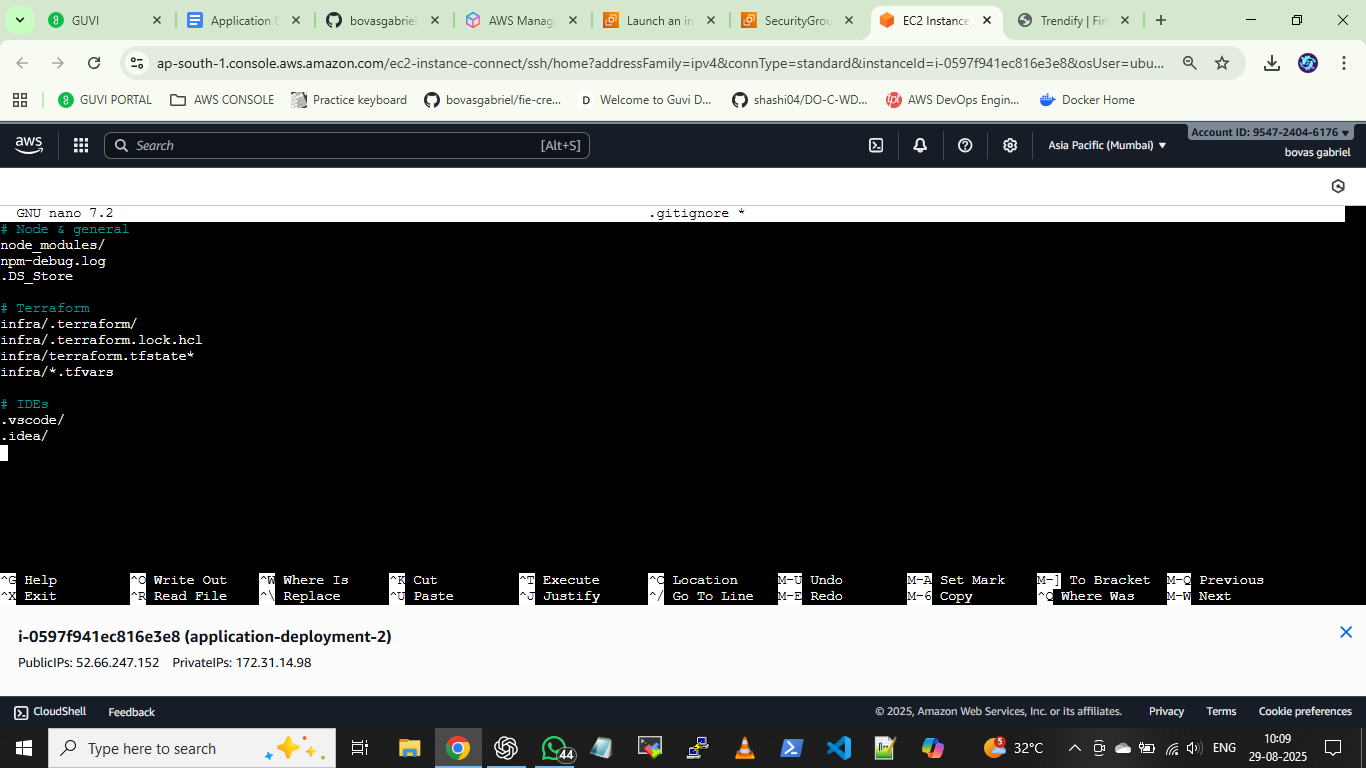 GUVI
Application D
bovasgabriel
AWS Manag
Launch an in
SecurityGrou
EC2 Instance
Trendify | Fin
ap-south-1.console.aws.amazon.com/ec2-instance-connect/ssh/home?addressFamily=ipv4&connType=standard&instanceId=i-0597f941ec816e3e8&osUser=ubu...
GUVI PORTAL
AWS CONSOLE
Practice keyboard
bovasgabriel/fie-cre...
D Welcome to Guvi D...
shashi04/DO-C-WD...
AWS DevOps Engin...
Docker Home
aws
Search [Alt+S]
Asia Pacific (Mumbai) ▼
Account ID: 9547-2404-6176 ▼
bovas gabriel
GNU nano 7.2 .gitignore *
# Node & general
node_modules/
npm-debug.log
.DS_Store
# Terraform
infra/.terraform/
infra/.terraform.lock.hcl
infra/terraform.tfstate*
infra/*.tfvars
# IDEs
.vscode/
.idea/
^G Help ^O Write Out ^W Where Is ^K Cut ^T Execute ^C Location M-U Undo M-A Set Mark M-] To Bracket M-Q Previous
^X Exit ^R Read File ^\ Replace ^U Paste ^J Justify ^/ Go To Line M-E Redo M-6 Copy ^Q Where Was M-W Next
i-0597f941ec816e3e8 (application-deployment-2)
PublicIPs: 52.66.247.152 PrivateIPs: 172.31.14.98
CloudShell Feedback © 2025, Amazon Web Services, Inc. or its affiliates. Privacy Terms Cookie preferences
Type here to search
44
5
32°C
ENG
10:09
29-08-2025